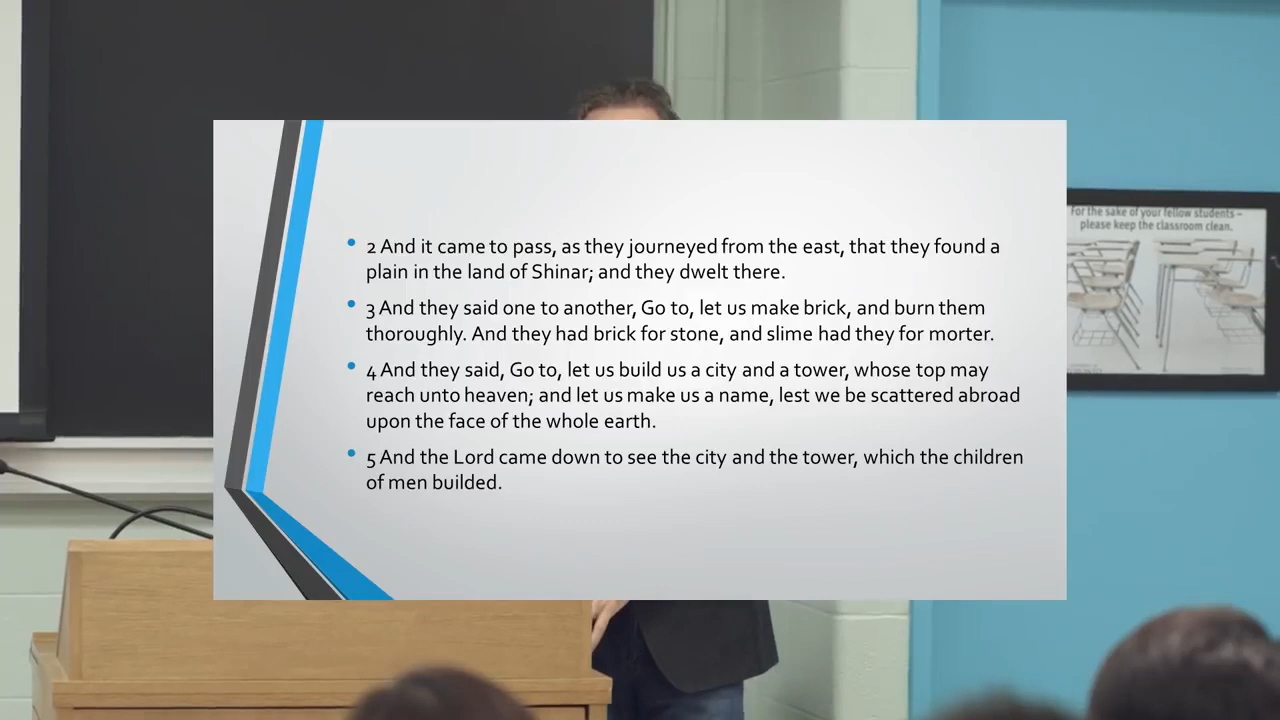 2 And it came to pass, as they journeyed from the east, that they found a
plain in the land of Shinar; and they dwelt there.
3 And they said one to another, Go to, let us make brick, and burn them
thoroughly. And they had brick for stone, and slime had they for morter.
4 And they said, Go to, let us build us a city and a tower, whose top may
reach unto heaven; and let us make us a name, lest we be scattered abroad
upon the face of the whole earth.
5 And the Lord came down to see the city and the tower, which the children
of men builded.
For the sake of your fellow students –
please keep the classroom clean.